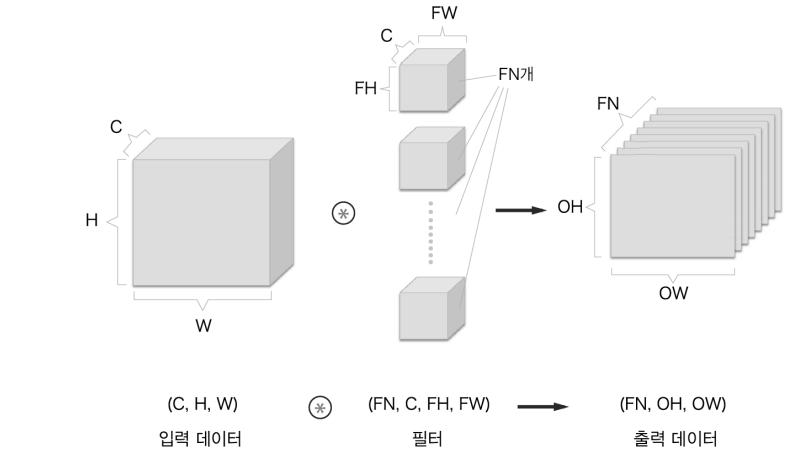 FW
C
FH
FN개
C
H
W
FN
OH
OW
(C, H, W)
(FN, C, FH, FW)
(FN, OH, OW)
입력 데이터
필터
출력 데이터